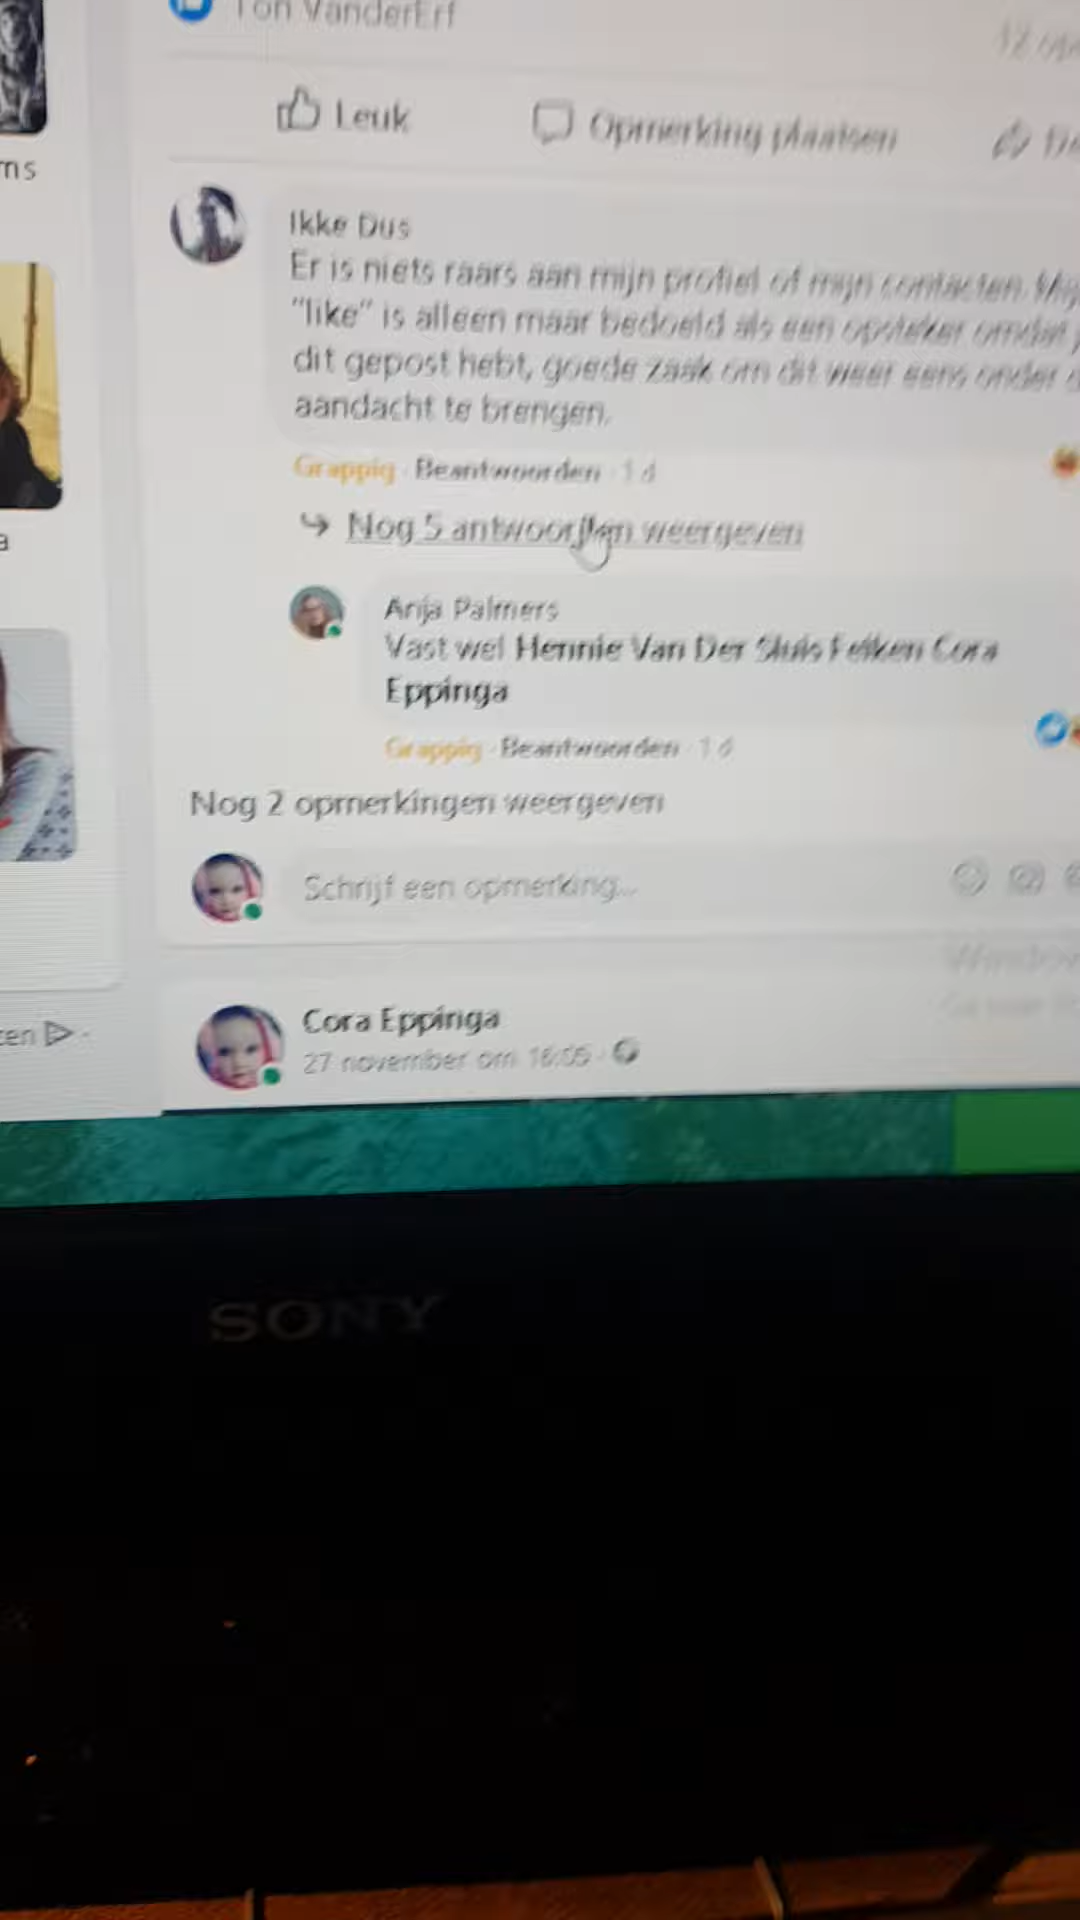 Ton VanderErf
Leuk
Opmerking plaatsen
ms
Ikke Dus
Er is niets raars aan mijn profiel of mijn contacten.
"like" is alleen maar bedoeld als een opsteker omdat
dit gepost hebt, goede zaak om dit weer eens onder
aandacht te brengen.
Grappig · Beantwoorden · 1 d
Nog 5 antwoorden weergeven
a
Anja Palmers
Vast wel Hennie Van Der Sluis Felken Cora
Eppinga
Grappig · Beantwoorden · 1 d
Nog 2 opmerkingen weergeven
Schrijf een opmerking...
Cora Eppinga
27 november om 16:05
SONY